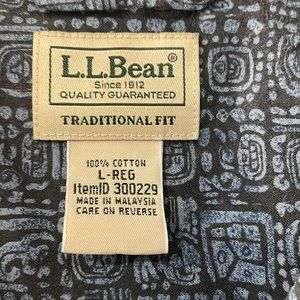 L.L.Bean®
Since 1912
QUALITY GUARANTEED
TRADITIONAL FIT
100% COTTON
L-REG
ItemID 300229
MADE IN MALAYSIA
CARE ON REVERSE